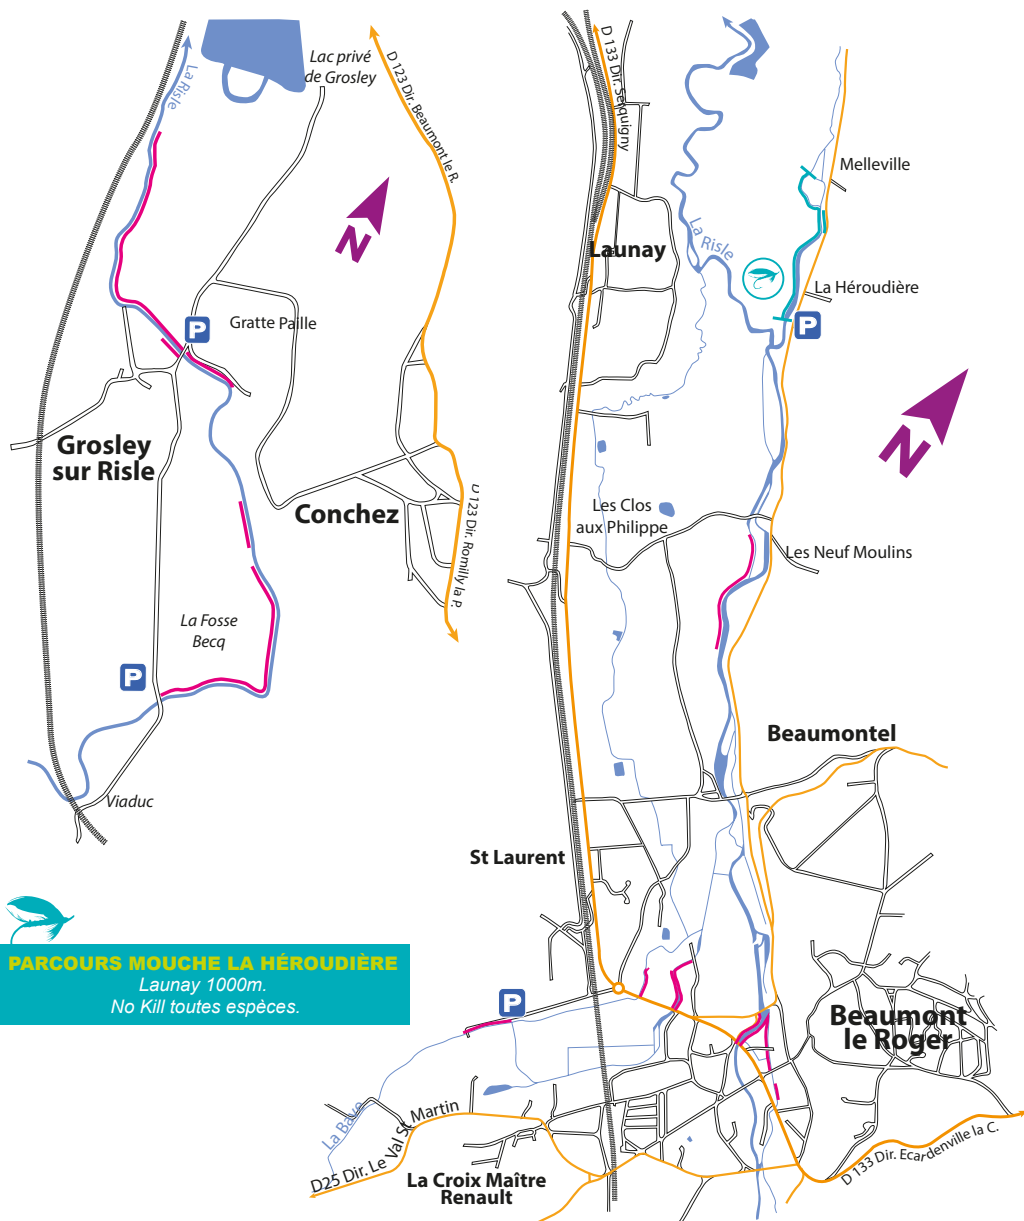 La Risle
Lac privé
de Grosley
D 123 Dir. Beaumont le R.
N
P
Gratte Paille
Grosley
sur Risle
Conchez
D 123 Dir. Romilly la P.
La Fosse
Becq
P
Viaduc
D 133 Dir. Serquigny
Melleville
La Risle
Launay
La Héroudière
P
N
Les Clos
aux Philippe
Les Neuf Moulins
Beaumontel
St Laurent
P
Beaumont
le Roger
La Bave
D25 Dir. Le Val St Martin
La Croix Maître
Renault
D 133 Dir. Ecardenville la C.
PARCOURS MOUCHE LA HÉROUDIÈRE
Launay 1000m.
No Kill toutes espèces.